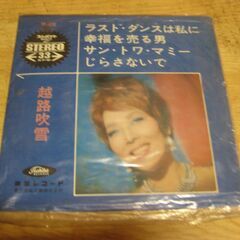 ラスト・ダンスは私に
幸福を売る男
サン・トワ・マミー
じらさないで
STEREO
33
越路吹雪
Toshiba
東芝レコード